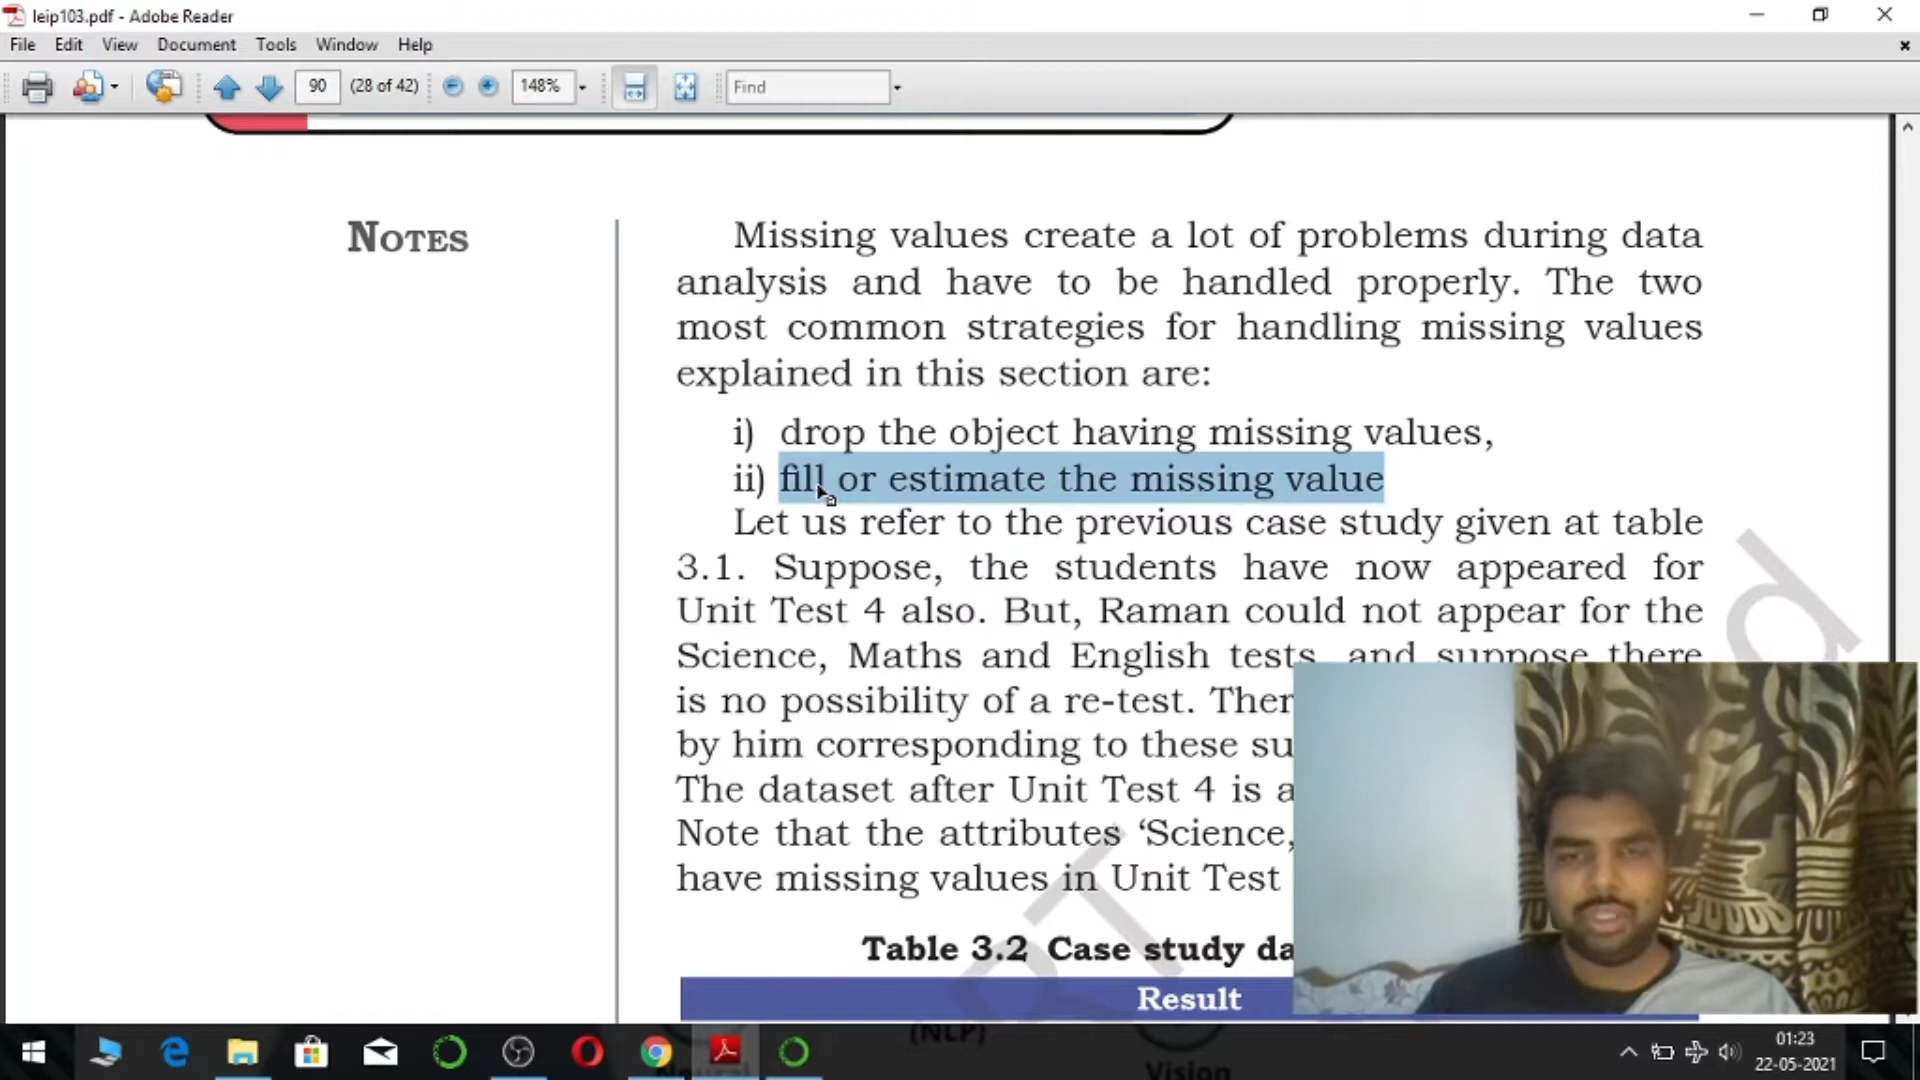 leip103.pdf - Adobe Reader
File Edit View Document Tools Window Help
90 (28 of 42) 148% Find
NOTES
Missing values create a lot of problems during data
analysis and have to be handled properly. The two
most common strategies for handling missing values
explained in this section are:
i) drop the object having missing values,
ii) fill or estimate the missing value
Let us refer to the previous case study given at table
3.1. Suppose, the students have now appeared for
Unit Test 4 also. But, Raman could not appear for the
Science, Maths and English tests, and suppose there
is no possibility of a re-test. Ther
by him corresponding to these su
The dataset after Unit Test 4 is a
Note that the attributes ‘Science,
have missing values in Unit Test
Table 3.2 Case study da
Result
(NLP)
Neural
Vision
01:23
22-05-2021